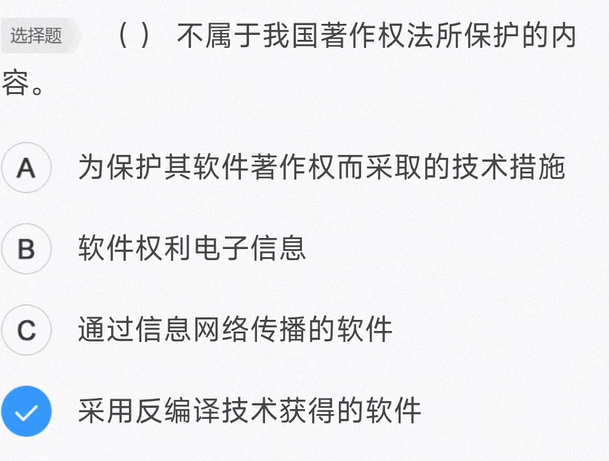 选择题 （ ） 不属于我国著作权法所保护的内
容。
A 为保护其软件著作权而采取的技术措施
B 软件权利电子信息
C 通过信息网络传播的软件
采用反编译技术获得的软件